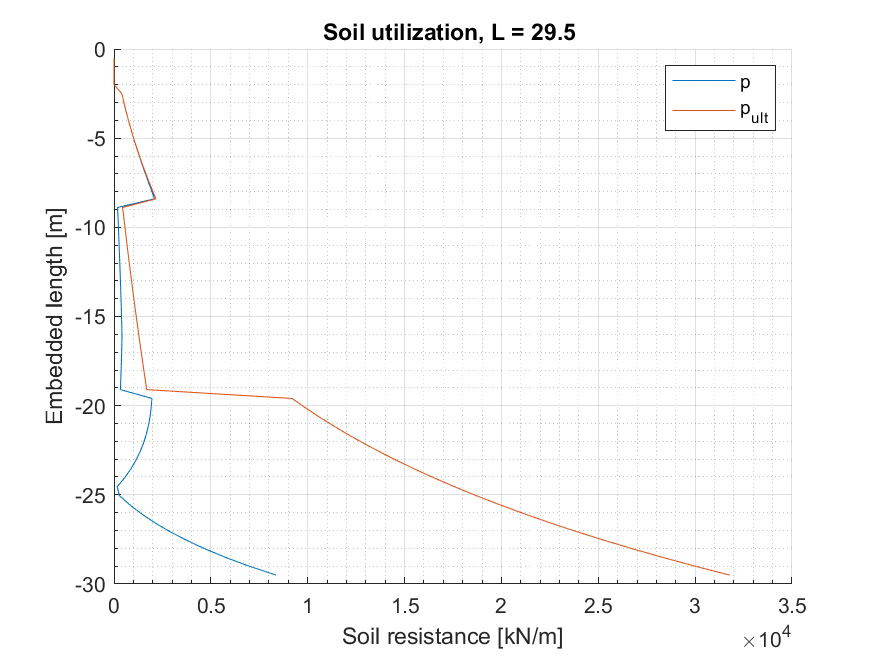 Soil utilization, L = 29.5
p
p_ult
Embedded length [m]
0
-5
-10
-15
-20
-25
-30
0 0.5 1 1.5 2 2.5 3 3.5
Soil resistance [kN/m]
×10^4